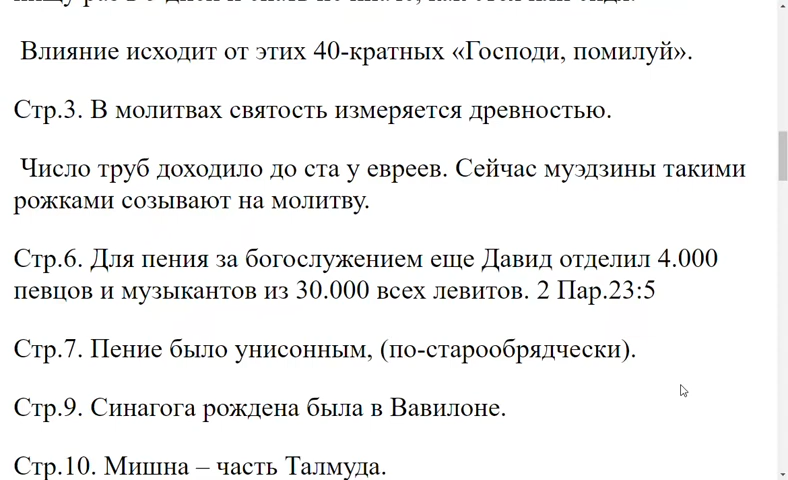 Влияние исходит от этих 40-кратных «Господи, помилуй».
Стр.3. В молитвах святость измеряется древностью.
Число труб доходило до ста у евреев. Сейчас муэдзины такими
рожками созывают на молитву.
Стр.6. Для пения за богослужением еще Давид отделил 4.000
певцов и музыкантов из 30.000 всех левитов. 2 Пар.23:5
Стр.7. Пение было унисонным, (по-старообрядчески).
Стр.9. Синагога рождена была в Вавилоне.
Стр.10. Мишна – часть Талмуда.